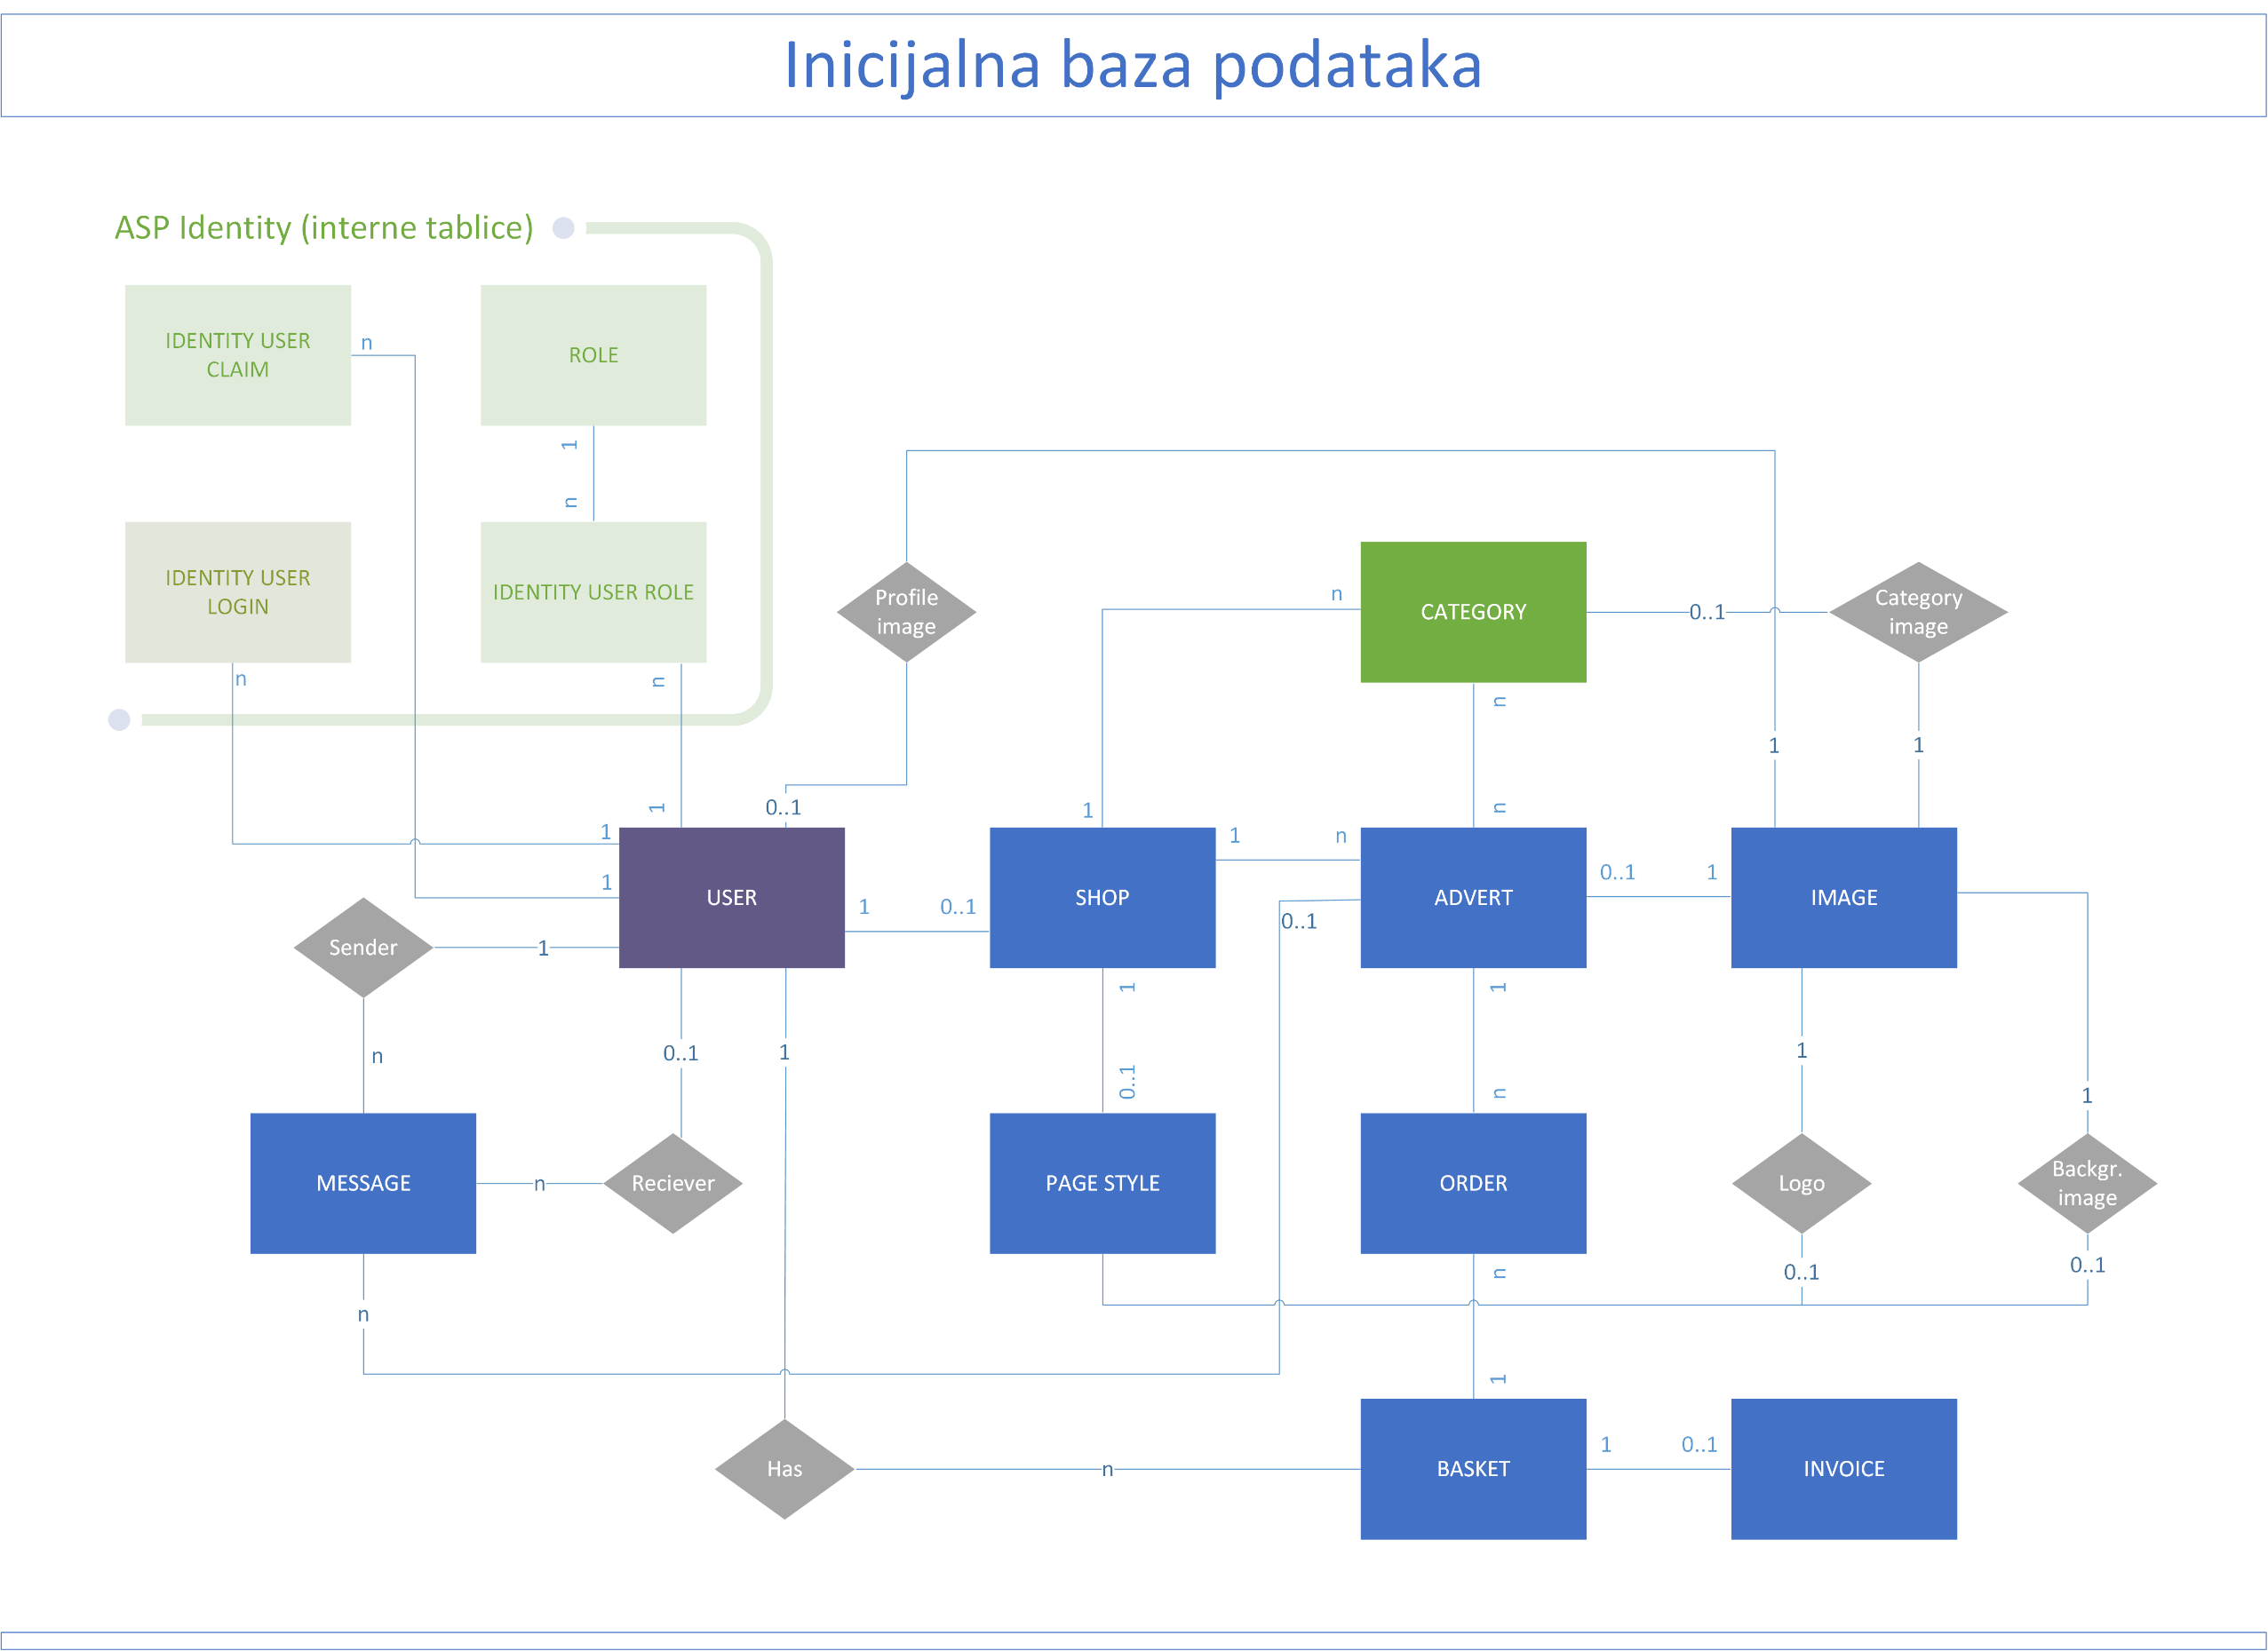 Inicijalna baza podataka
ASP Identity (interne tablice)
IDENTITY USER
CLAIM
n
ROLE
1
n
IDENTITY USER
LOGIN
IDENTITY USER ROLE
n
n
1
1
1
Profile
image
0..1
n
CATEGORY
0..1
Category
image
n
1
1
1
n
USER
1
0..1
SHOP
1
n
ADVERT
0..1
0..1
1
IMAGE
Sender
1
n
0..1
1
1
0..1
1
n
1
1
MESSAGE
n
Reciever
PAGE STYLE
ORDER
Logo
Backgr.
image
n
n
0..1
0..1
1
Has
n
BASKET
1
0..1
INVOICE